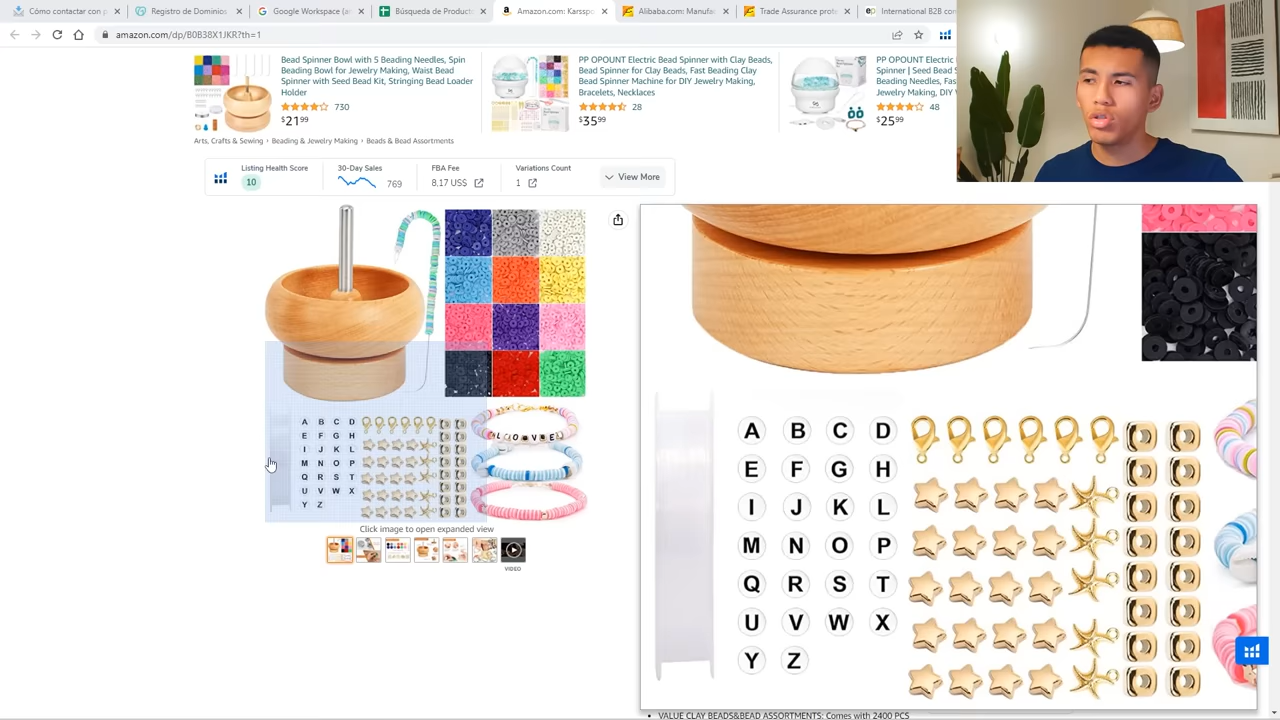 Cómo contactar con p
Registro de Dominios
Google Workspace (a
Búsqueda de Product
Amazon.com: Karssp
Alibaba.com: Manufa
Trade Assurance prot
International B2B con
amazon.com/dp/B0B38X1JKR?th=1
Bead Spinner Bowl with 5 Beading Needles, Spin
Beading Bowl for Jewelry Making, Waist Bead
Spinner with Seed Bead Kit, Stringing Bead Loader
Holder
730
$21.99
PP OPOUNT Electric Bead Spinner with Clay Beads,
Bead Spinner for Clay Beads, Fast Beading Clay
Bead Spinner Machine for DIY Jewelry Making,
Bracelets, Necklaces
28
$35.99
PP OPOUNT Electric
Bead Spinner | Seed
Beading Needles, Fas
Jewelry Making, DIY
48
$25.99
Arts, Crafts & Sewing › Beading & Jewelry Making › Beads & Bead Assortments
Listing Health Score
10
30-Day Sales
769
FBA Fee
8,17 US$
Variations Count
1
View More
A B C D
E F G H
I J K L
M N O P
Q R S T
U V W X
Y Z
L O V E
Click image to open expanded view
VIDEO
A B C D
E F G H
I J K L
M N O P
Q R S T
U V W X
Y Z
VALUE CLAY BEADS&BEAD ASSORTMENTS: Comes with 2400 PCS